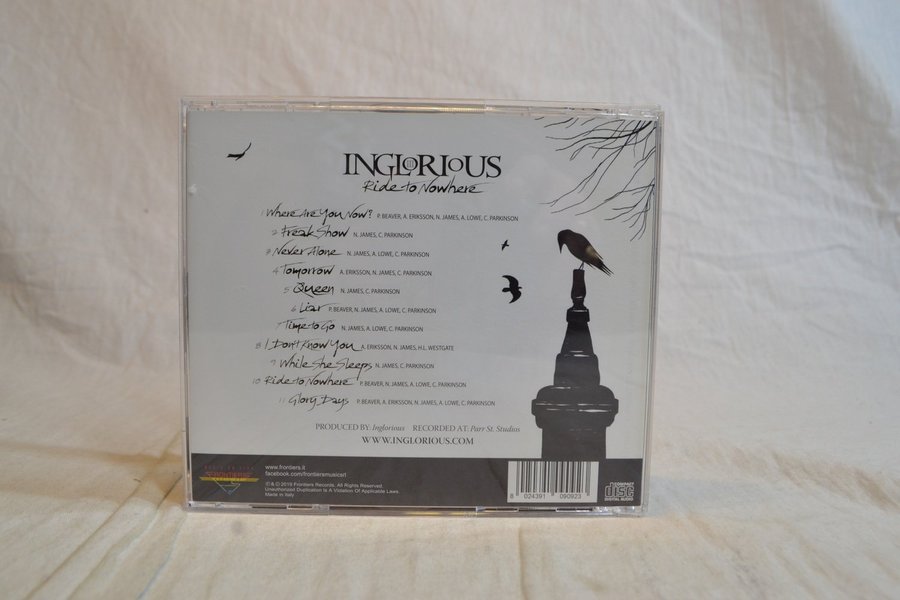 INGLORIOUS
Ride to Nowhere
1 Where Are You Now? P. BEAVER, A. ERIKSSON, N. JAMES, A. LOWE, C. PARKINSON
2 Freak Show N. JAMES, C. PARKINSON
3 Never Alone N. JAMES, A. LOWE, C. PARKINSON
4 Tomorrow A. ERIKSSON, N. JAMES, C. PARKINSON
5 Queen N. JAMES, C. PARKINSON
6 Liar P. BEAVER, N. JAMES, A. LOWE, C. PARKINSON
7 Time to Go N. JAMES, A. LOWE, C. PARKINSON
8 I Don't Know You A. ERIKSSON, N. JAMES, H.L. WESTGATE
9 While She Sleeps N. JAMES, C. PARKINSON
10 Ride to Nowhere P. BEAVER, N. JAMES, A. LOWE, C. PARKINSON
11 Glory Days P. BEAVER, A. ERIKSSON, N. JAMES, A. LOWE, C. PARKINSON
PRODUCED BY: Inglorious RECORDED AT: Parr St. Studios
WWW.INGLORIOUS.COM
FRONTIERS
www.frontiers.it
facebook.com/frontiersmusicsrl
℗ & © 2019 Frontiers Records. All Rights Reserved.
Unauthorized Duplication Is A Violation Of Applicable Laws.
Made in Italy
8 024391 090923
COMPACT
disc
DIGITAL AUDIO